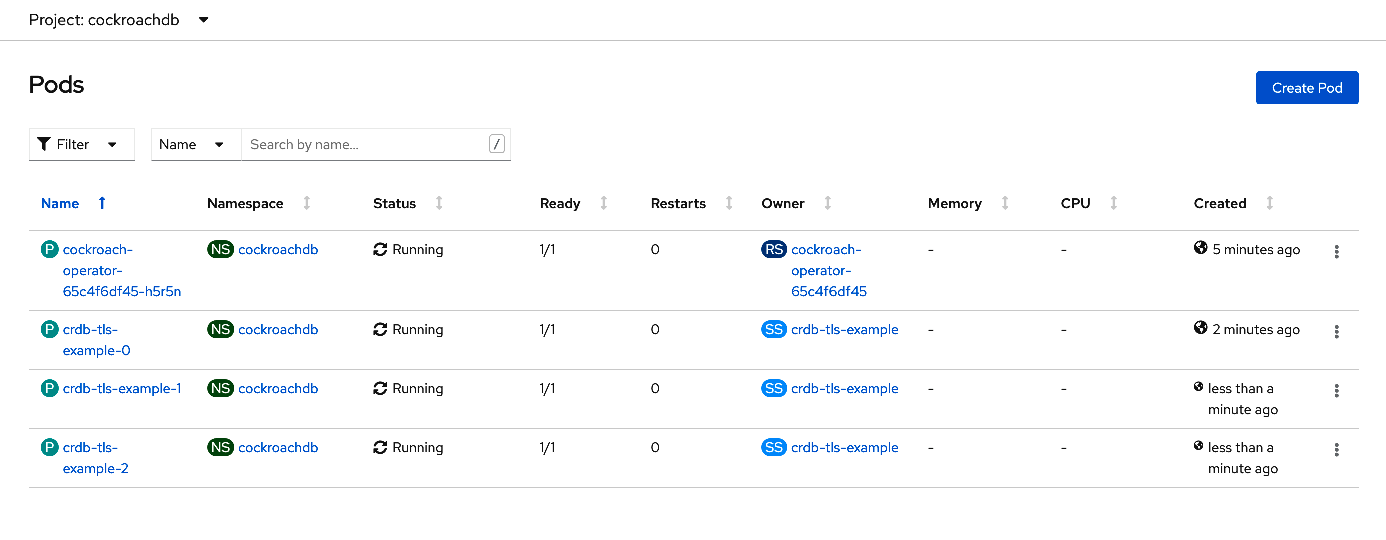 Project: cockroachdb
Pods
Create Pod
Filter Name Search by name... /
Name Namespace Status Ready Restarts Owner Memory CPU Created
P cockroach- NS cockroachdb Running 1/1 0 RS cockroach- - - 5 minutes ago
operator- operator-
65c4f6df45-h5r5n 65c4f6df45
P crdb-tls- NS cockroachdb Running 1/1 0 SS crdb-tls-example - - 2 minutes ago
example-0
P crdb-tls-example-1 NS cockroachdb Running 1/1 0 SS crdb-tls-example - - less than a
minute ago
P crdb-tls- NS cockroachdb Running 1/1 0 SS crdb-tls-example - - less than a
example-2 minute ago